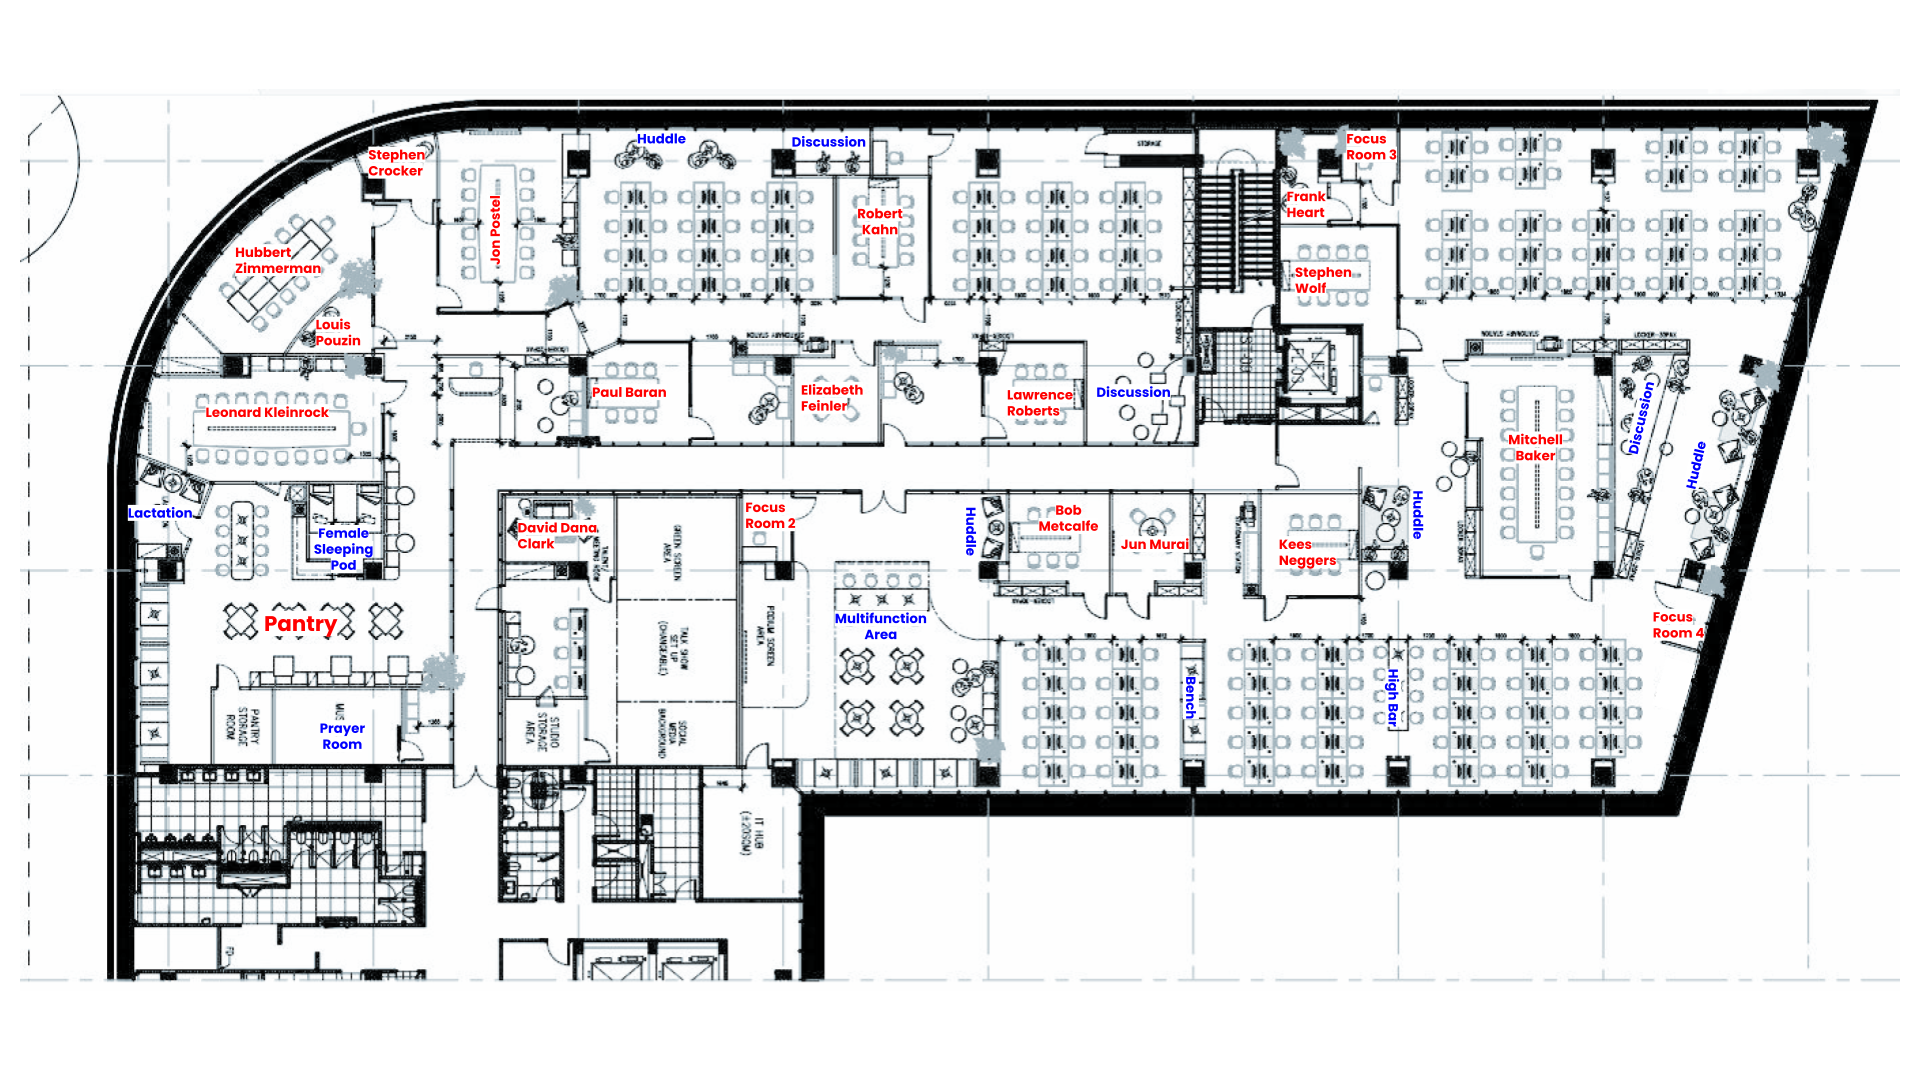 Huddle
Discussion
Focus
Room 3
STORAGE
Stephen
Crocker
Jon Postel
Robert
Kahn
Frank
Heart
Hubbert
Zimmerman
Stephen
Wolf
Louis
Pouzin
Paul Baran
Elizabeth
Feinler
Lawrence
Roberts
Discussion
Leonard Kleinrock
Mitchell
Baker
Discussion
Huddle
Lactation
Female
Sleeping
Pod
David Dana
Clark
Focus
Room 2
Huddle
Bob
Metcalfe
Jun Murai
Kees
Neggers
Huddle
GREEN SCREEN
AREA
Pantry
TALK SHOW
SET UP
(CHANGEABLE)
PODIUM SCREEN
AREA
Multifunction
Area
Focus
Room 4
Bench
High Bar
PANTRY
STORAGE
ROOM
MUS
Prayer
Room
STUDIO
STORAGE
AREA
SOCIAL
MEDIA
BACKGROUND
IT HUB
(±20SQM)